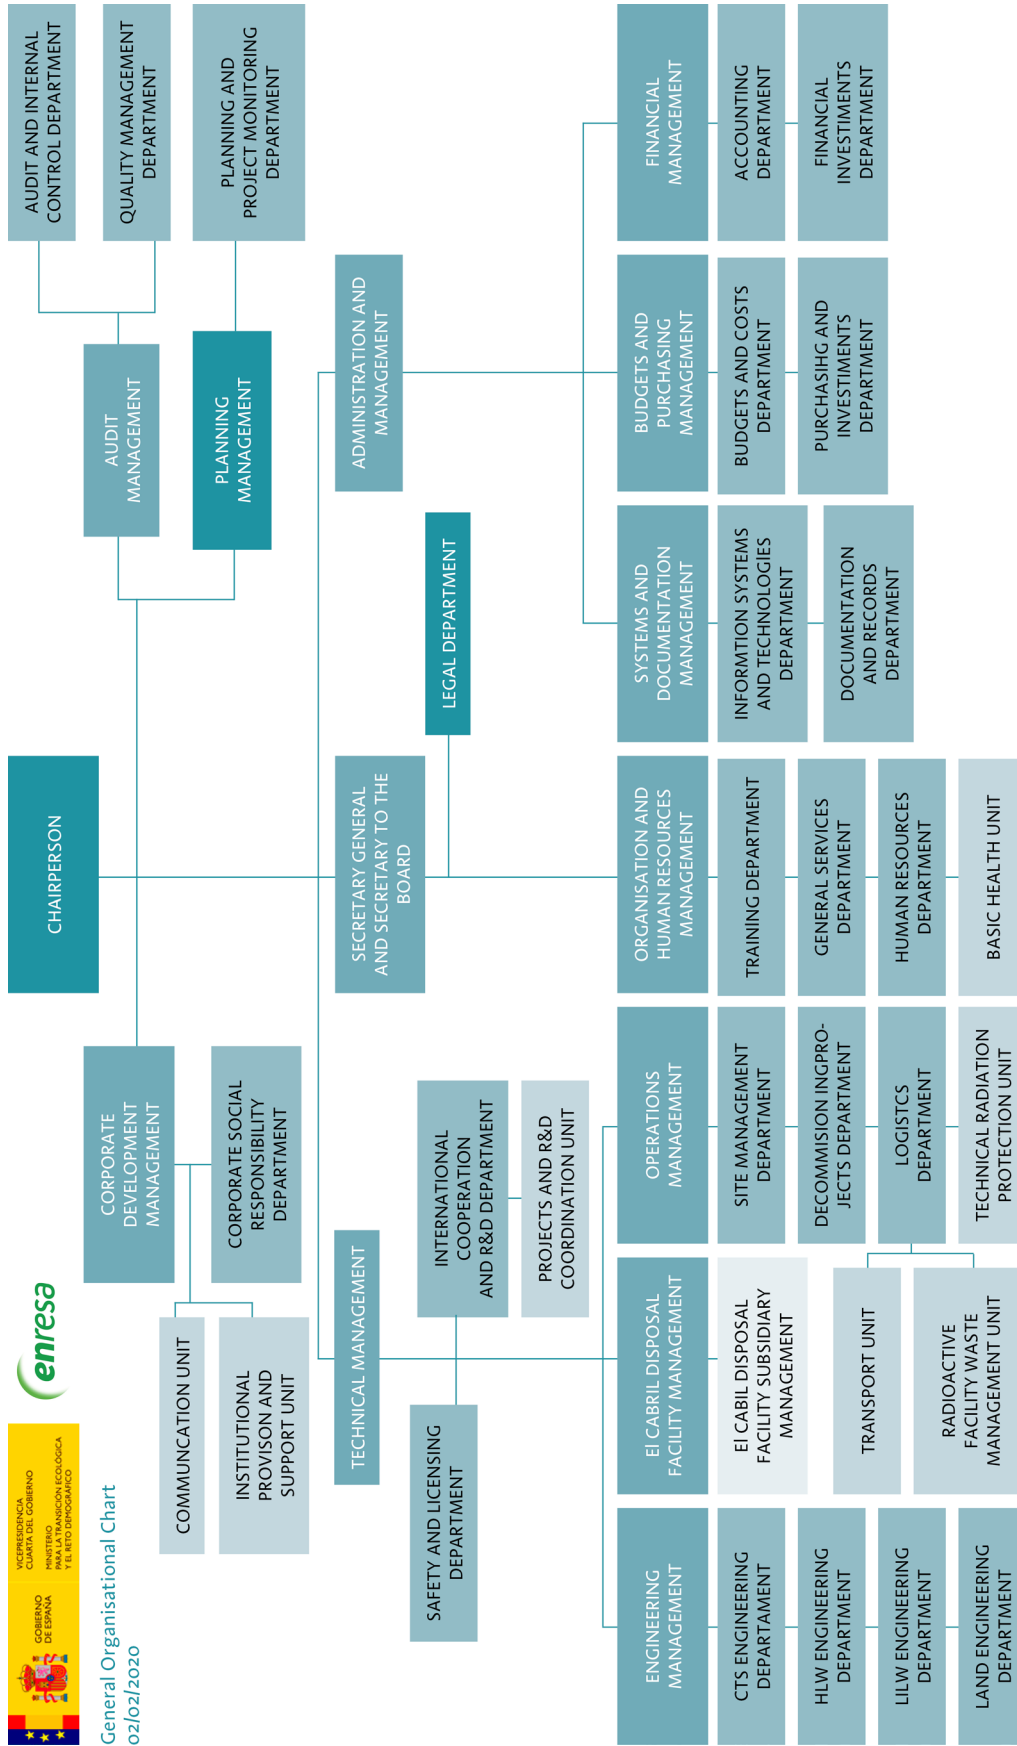 GOBIERNO
DE ESPAÑA
VICEPRESIDENCIA
CUARTA DEL GOBIERNO
MINISTERIO
PARA LA TRANSICIÓN ECOLÓGICA
Y EL RETO DEMOGRÁFICO
enresa
General Organisational Chart
02/02/2020
CHAIRPERSON
CORPORATE
DEVELOPMENT
MANAGEMENT
COMMUNCATION UNIT
INSTITUTIONAL
PROVISON AND
SUPPORT UNIT
CORPORATE SOCIAL
RESPONSIBILITY
DEPARTMENT
AUDIT
MANAGEMENT
AUDIT AND INTERNAL
CONTROL DEPARTMENT
QUALITY MANAGEMENT
DEPARTMENT
PLANNING
MANAGEMENT
PLANNING AND
PROJECT MONITORING
DEPARTMENT
TECHNICAL MANAGEMENT
SECRETARY GENERAL
AND SECRETARY TO THE
BOARD
ADMINISTRATION AND
MANAGEMENT
SAFETY AND LICENSING
DEPARTMENT
INTERNATIONAL
COOPERATION
AND R&D DEPARTMENT
PROJECTS AND R&D
COORDINATION UNIT
LEGAL DEPARTMENT
ENGINEERING
MANAGEMENT
CTS ENGINEERING
DEPARTAMENT
HLW ENGINEERING
DEPARTMENT
LILW ENGINEERING
DEPARTMENT
LAND ENGINEERING
DEPARTMENT
EI CABRIL DISPOSAL
FACILITY MANAGEMENT
EI CABRIL DISPOSAL
FACILITY SUBSIDIARY
MANAGEMENT
TRANSPORT UNIT
RADIOACTIVE
FACILITY WASTE
MANAGEMENT UNIT
OPERATIONS
MANAGEMENT
SITE MANAGEMENT
DEPARTMENT
DECOMMISIONINGPRO-
JECTS DEPARTMENT
LOGISTCS
DEPARTMENT
TECHNICAL RADIATION
PROTECTION UNIT
ORGANISATION AND
HUMAN RESOURCES
MANAGEMENT
TRAINING DEPARTMENT
GENERAL SERVICES
DEPARTMENT
HUMAN RESOURCES
DEPARTMENT
BASIC HEALTH UNIT
SYSTEMS AND
DOCUMENTATION
MANAGEMENT
INFORMTION SYSTEMS
AND TECHNOLOGIES
DEPARTMENT
DOCUMENTATION
AND RECORDS
DEPARTMENT
BUDGETS AND
PURCHASING
MANAGEMENT
BUDGETS AND COSTS
DEPARTMENT
PURCHASIHG AND
INVESTIMENTS
DEPARTMENT
FINANCIAL
MANAGEMENT
ACCOUNTING
DEPARTMENT
FINANCIAL
INVESTIMENTS
DEPARTMENT